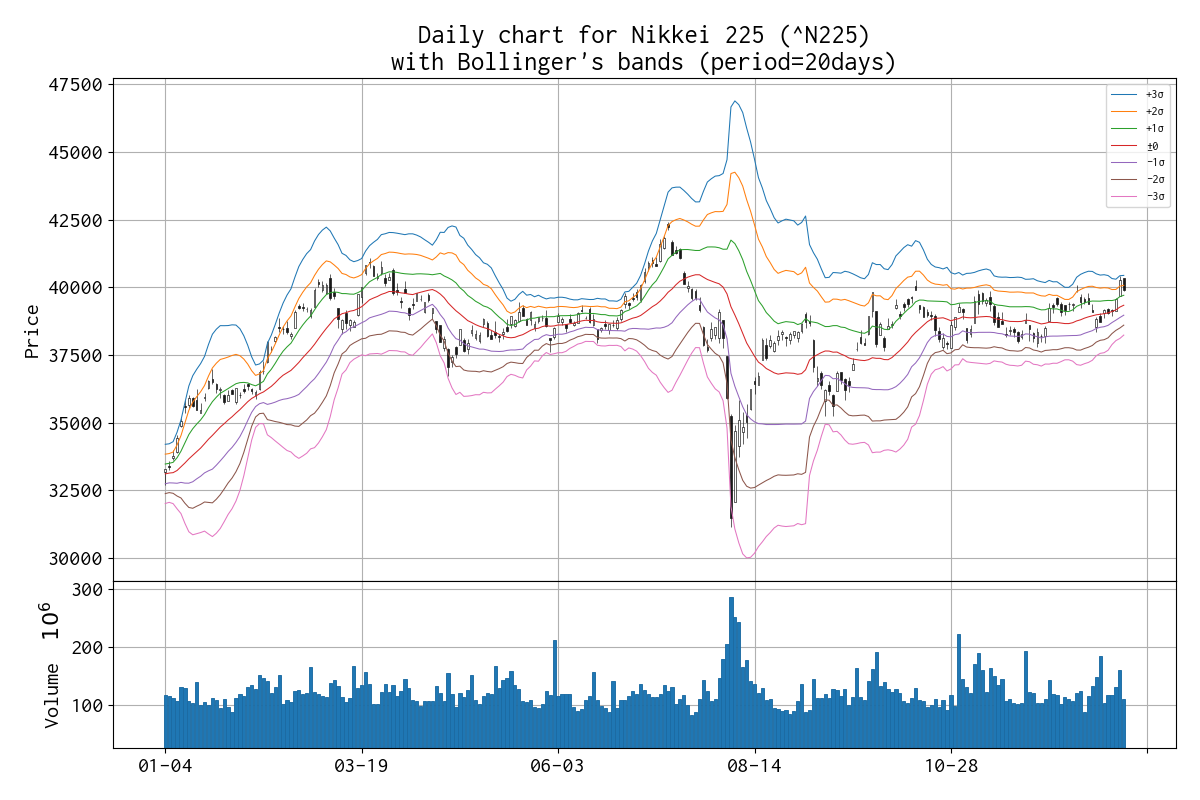 Daily chart for Nikkei 225 (^N225)
with Bollinger's bands (period=20days)
47500
45000
42500
40000
37500
35000
32500
30000
Price
+3σ
+2σ
+1σ
±0
−1σ
−2σ
−3σ
300
200
100
Volume 10^6
01-04
03-19
06-03
08-14
10-28